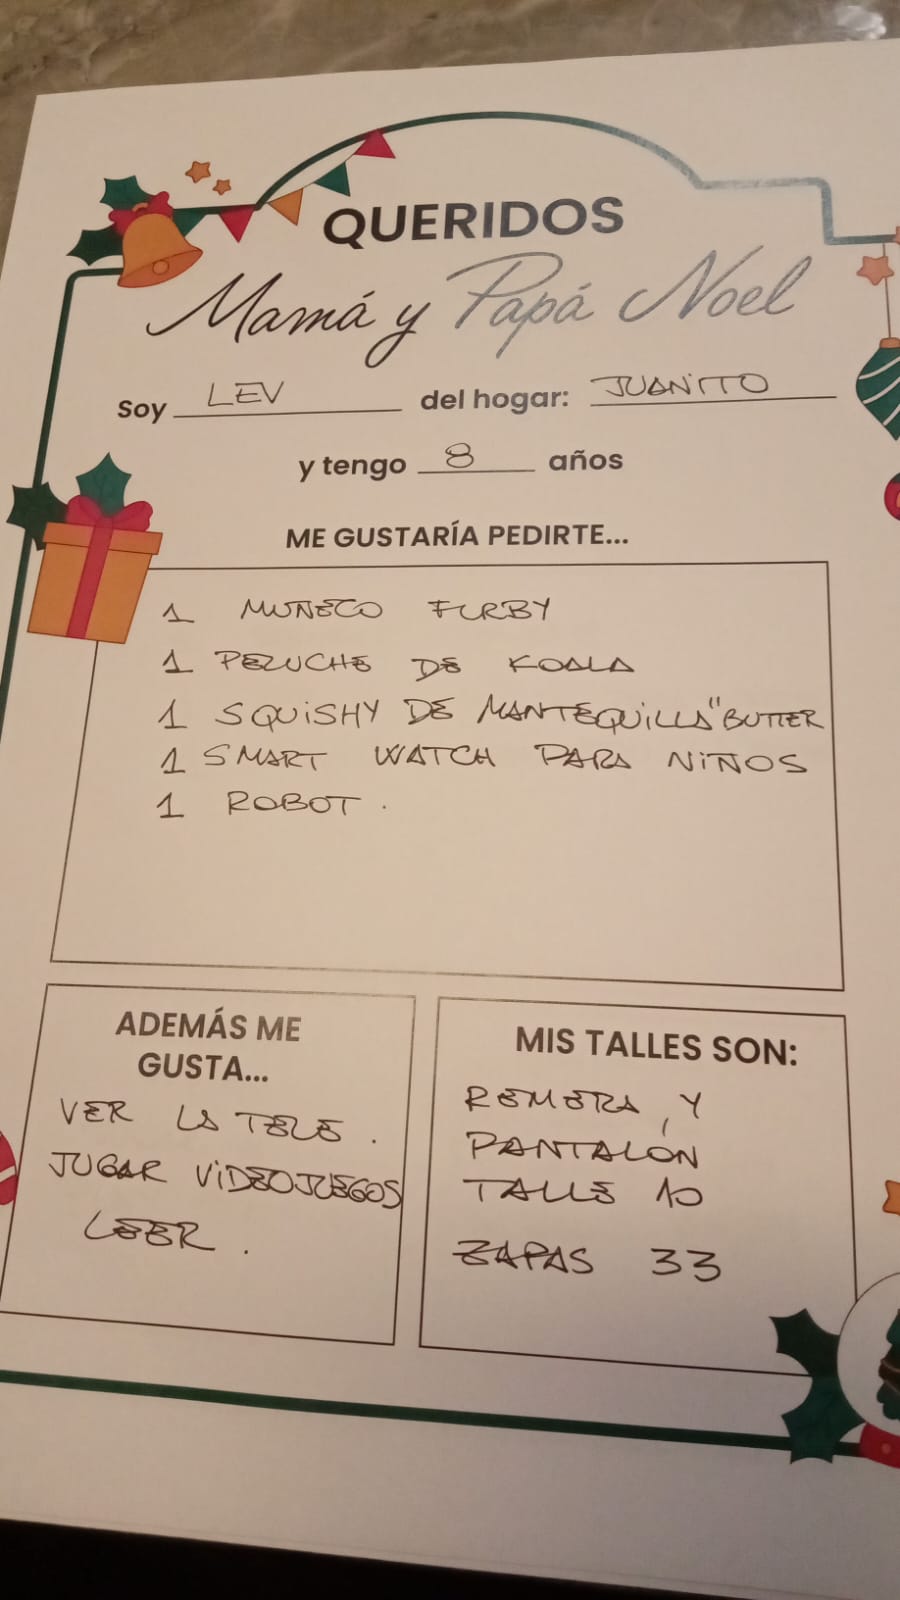 QUERIDOS
Mamá y Papá Noel
Soy LEV del hogar: JUANITO
y tengo 8 años
ME GUSTARÍA PEDIRTE...
1 MUÑECO FURBY
1 PELUCHE DE KOALA
1 SQUISHY DE MANTEQUILLA "BUTTER
1 SMART WATCH PARA NIÑOS
1 ROBOT.
ADEMÁS ME
GUSTA...
VER LA TELE.
JUGAR VIDEOJUEGOS
LEER.
MIS TALLES SON:
REMERA, Y
PANTALÓN
TALLE 10
ZAPAS 33